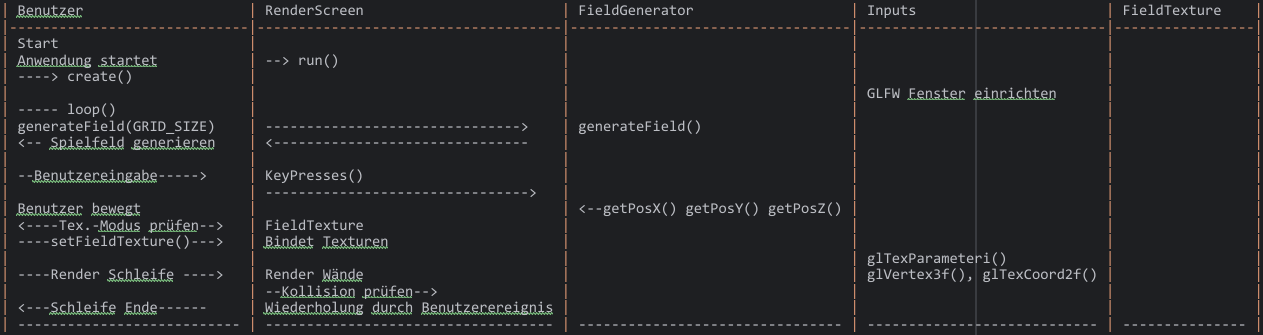 | Benutzer | RenderScreen | FieldGenerator | Inputs | FieldTexture |
|-----------------------------|-------------------------------------|----------------------------------|-------------------------------|-----------------|
| Start | | | | |
| Anwendung startet | --> run() | | | |
| ----> create() | | | | |
| | | | GLFW Fenster einrichten | |
| ----- loop() | | | | |
| generateField(GRID_SIZE) | -------------------------------> | generateField() | | |
| <-- Spielfeld generieren | <------------------------------- | | | |
| --Benutzereingabe-----> | KeyPresses() | | | |
| | --------------------------------> | | | |
| Benutzer bewegt | | <--getPosX() getPosY() getPosZ() | | |
| <----Tex.-Modus prüfen--> | FieldTexture | | | |
| ----setFieldTexture()---> | Bindet Texturen | | | |
| | | | glTexParameteri() | |
| ----Render Schleife ----> | Render Wände | | glVertex3f(), glTexCoord2f() | |
| | --Kollision prüfen--> | | | |
| <---Schleife Ende------ | Wiederholung durch Benutzerereignis | | | |
| --------------------------- | ----------------------------------- | -------------------------------- | ----------------------------- | --------------- |